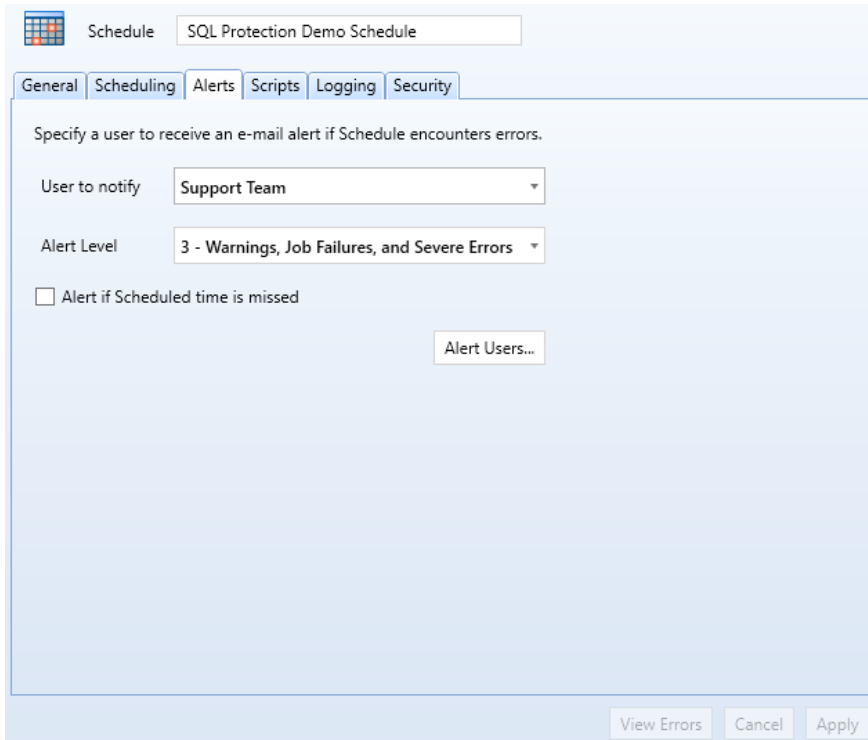 Schedule SQL Protection Demo Schedule
General Scheduling Alerts Scripts Logging Security
Specify a user to receive an e-mail alert if Schedule encounters errors.
User to notify Support Team
Alert Level 3 - Warnings, Job Failures, and Severe Errors
Alert if Scheduled time is missed
Alert Users...
View Errors Cancel Apply